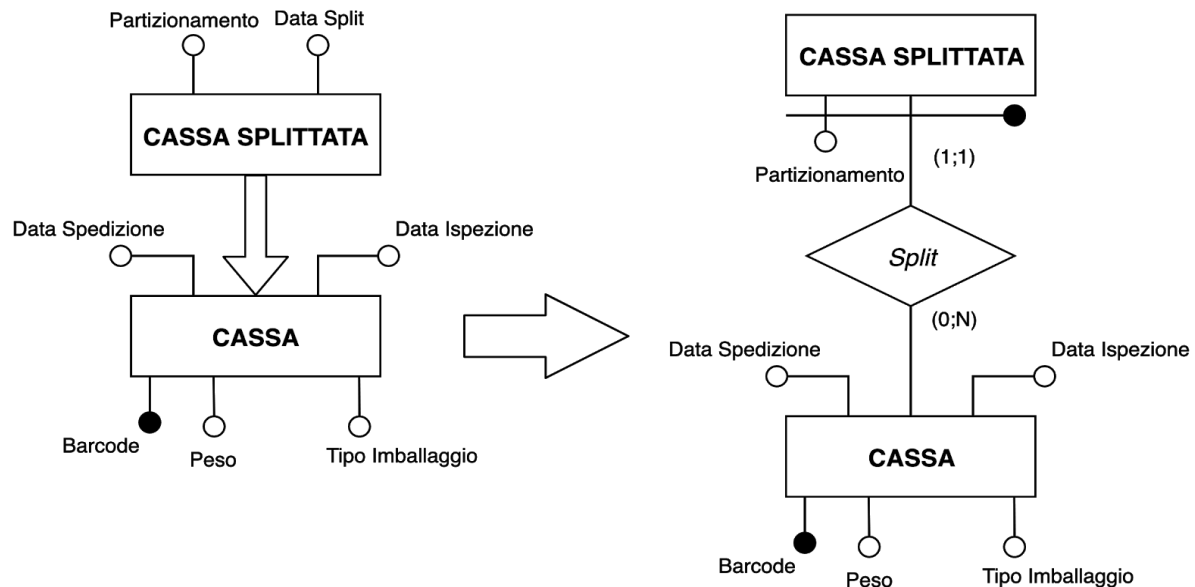 Partizionamento
Data Split
CASSA SPLITTATA
Data Spedizione
Data Ispezione
CASSA
Barcode
Peso
Tipo Imballaggio
CASSA SPLITTATA
Partizionamento
(1;1)
Split
(0;N)
Data Spedizione
Data Ispezione
CASSA
Barcode
Peso
Tipo Imballaggio